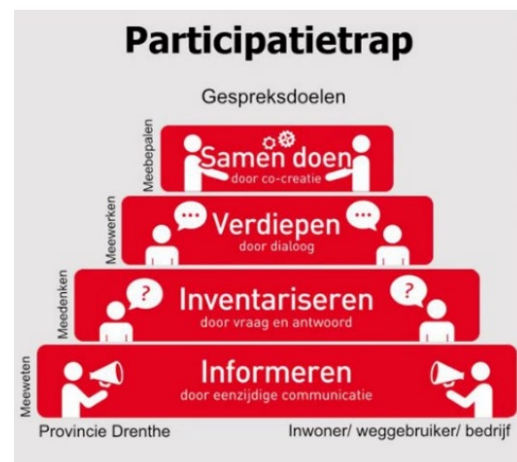 Participatietrap
Gespreksdoelen
Meebepalen
Samen doen
door co-creatie
Meewerken
...
Verdiepen
...
door dialoog
Meedenken
?
Inventariseren
?
door vraag en antwoord
Meeweten
Informeren
door eenzijdige communicatie
Provincie Drenthe
Inwoner/ weggebruiker/ bedrijf